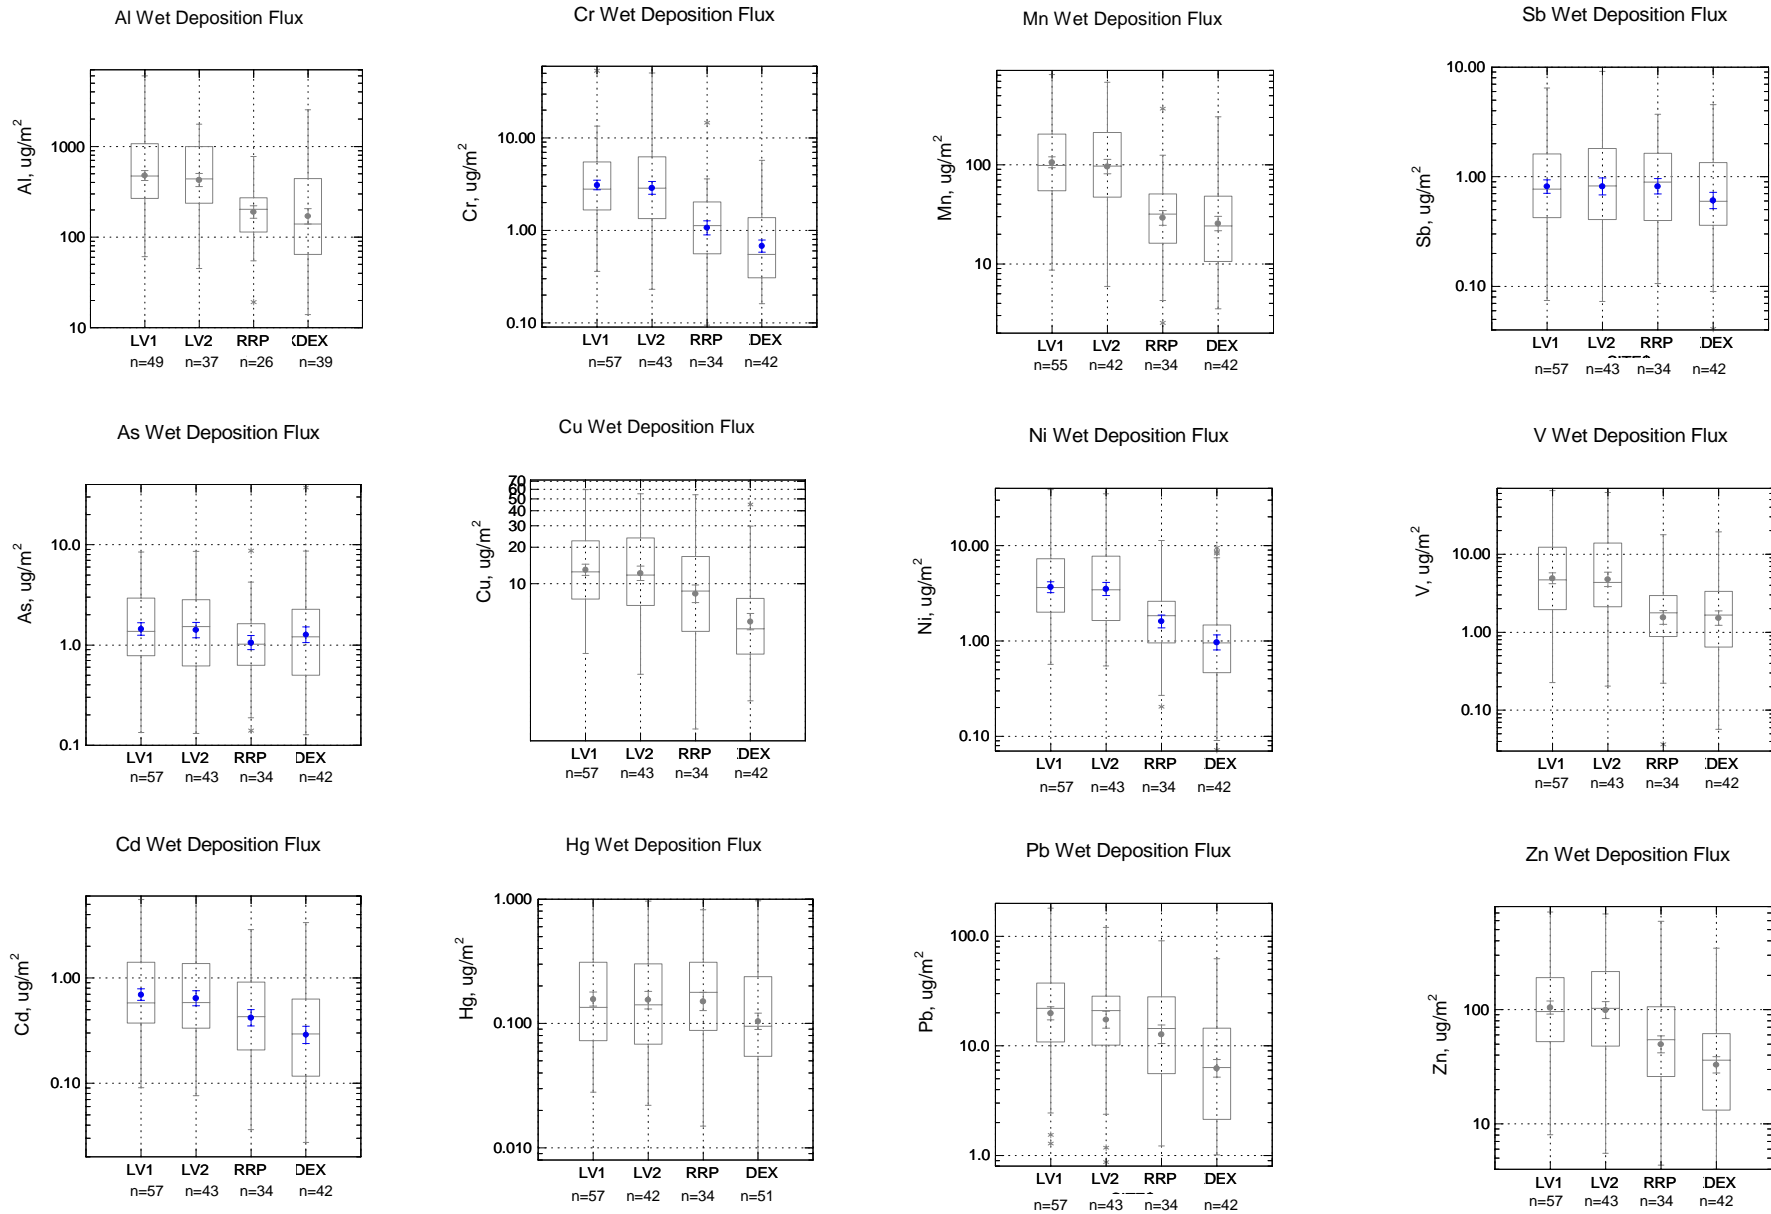 Al Wet Deposition Flux
Al, ug/m²
1000
100
10
LV1 LV2 RRP DEX
n=49 n=37 n=26 n=39
Cr Wet Deposition Flux
Cr, ug/m²
10.00
1.00
0.10
LV1 LV2 RRP DEX
n=57 n=43 n=34 n=42
Mn Wet Deposition Flux
Mn, ug/m²
100
10
LV1 LV2 RRP DEX
n=55 n=42 n=34 n=42
Sb Wet Deposition Flux
Sb, ug/m²
10.00
1.00
0.10
LV1 LV2 RRP DEX
n=57 n=43 n=34 n=42
As Wet Deposition Flux
As, ug/m²
10.0
1.0
0.1
LV1 LV2 RRP DEX
n=57 n=43 n=34 n=42
Cu Wet Deposition Flux
Cu, ug/m²
70
60
50
40
30
20
10
LV1 LV2 RRP DEX
n=57 n=43 n=34 n=42
Ni Wet Deposition Flux
Ni, ug/m²
10.00
1.00
0.10
LV1 LV2 RRP DEX
n=57 n=43 n=34 n=42
V Wet Deposition Flux
V, ug/m²
10.00
1.00
0.10
LV1 LV2 RRP DEX
n=57 n=43 n=34 n=42
Cd Wet Deposition Flux
Cd, ug/m²
1.00
0.10
LV1 LV2 RRP DEX
n=57 n=43 n=34 n=42
Hg Wet Deposition Flux
Hg, ug/m²
1.000
0.100
0.010
LV1 LV2 RRP DEX
n=57 n=42 n=34 n=51
Pb Wet Deposition Flux
Pb, ug/m²
100.0
10.0
1.0
LV1 LV2 RRP DEX
n=57 n=43 n=34 n=42
Zn Wet Deposition Flux
Zn, ug/m²
100
10
LV1 LV2 RRP DEX
n=57 n=43 n=34 n=42